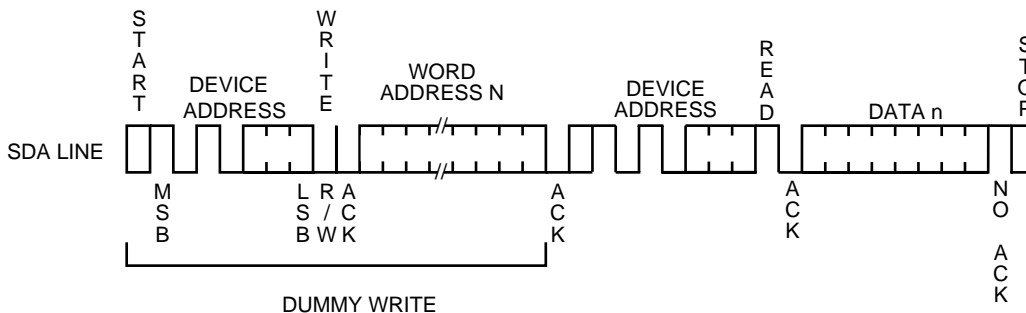 START
WRITE
READ
STOP
DEVICE
ADDRESS
WORD
ADDRESS N
DEVICE
ADDRESS
DATA n
SDA LINE
MSB
LSB
R/W
ACK
ACK
ACK
NO ACK
DUMMY WRITE